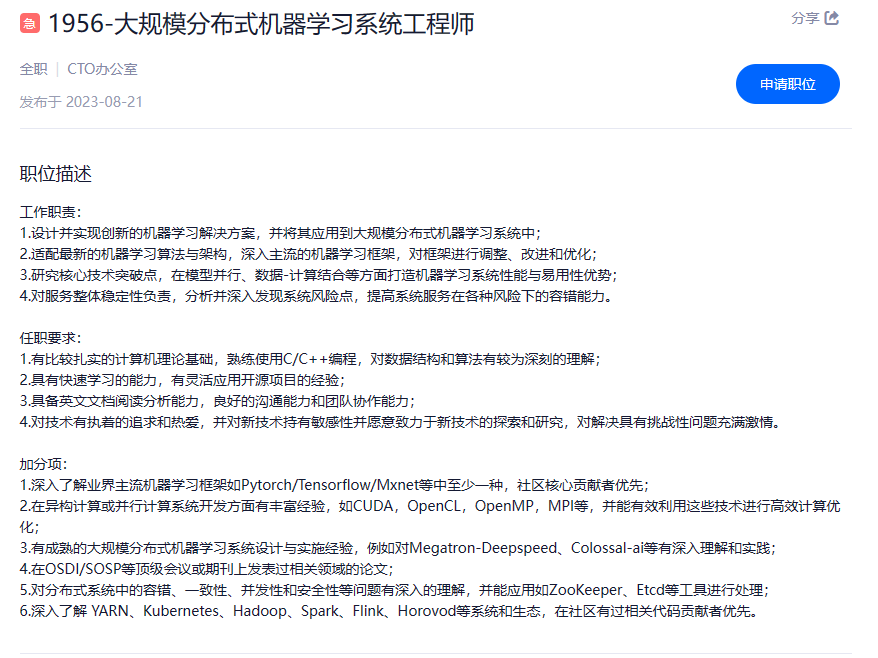 急 1956-大规模分布式机器学习系统工程师
分享
全职 | CTO办公室
发布于 2023-08-21
申请职位
职位描述
工作职责：
1.设计并实现创新的机器学习解决方案，并将其应用到大规模分布式机器学习系统中；
2.适配最新的机器学习算法与架构，深入主流的机器学习框架，对框架进行调整、改进和优化；
3.研究核心技术突破点，在模型并行、数据-计算结合等方面打造机器学习系统性能与易用性优势；
4.对服务整体稳定性负责，分析并深入发现系统风险点，提高系统服务在各种风险下的容错能力。
任职要求：
1.有比较扎实的计算机理论基础，熟练使用C/C++编程，对数据结构和算法有较为深刻的理解；
2.具有快速学习的能力，有灵活应用开源项目的经验；
3.具备英文文档阅读分析能力，良好的沟通能力和团队协作能力；
4.对技术有执着的追求和热爱，并对新技术持有敏感性并愿意致力于新技术的探索和研究，对解决具有挑战性问题充满激情。
加分项：
1.深入了解业界主流机器学习框架如Pytorch/Tensorflow/Mxnet等中至少一种，社区核心贡献者优先；
2.在异构计算或并行计算系统开发方面有丰富经验，如CUDA，OpenCL，OpenMP，MPI等，并能有效利用这些技术进行高效计算优
化；
3.有成熟的大规模分布式机器学习系统设计与实施经验，例如对Megatron-Deepspeed、Colossal-ai等有深入理解和实践；
4.在OSDI/SOSP等顶级会议或期刊上发表过相关领域的论文；
5.对分布式系统中的容错、一致性、并发性和安全性等问题有深入的理解，并能应用如ZooKeeper、Etcd等工具进行处理；
6.深入了解 YARN、Kubernetes、Hadoop、Spark、Flink、Horovod等系统和生态，在社区有过相关代码贡献者优先。